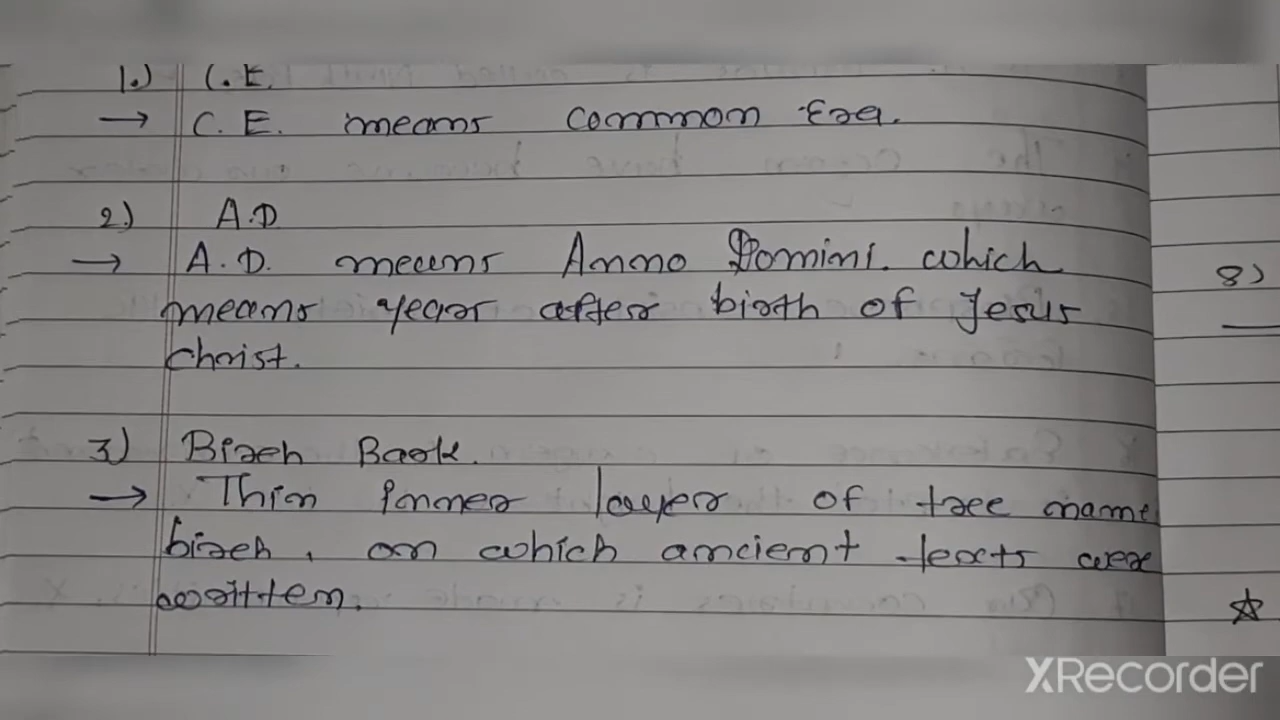 1.) C.E.
→ C.E. means common Era.
2) A.D
→ A.D. means Anno Domini. which
means year after birth of Jesus
Christ.
3) Birch Bark.
→ Thin Inner layer of tree name
birch, on which ancient texts were
written.
8)
XRecorder